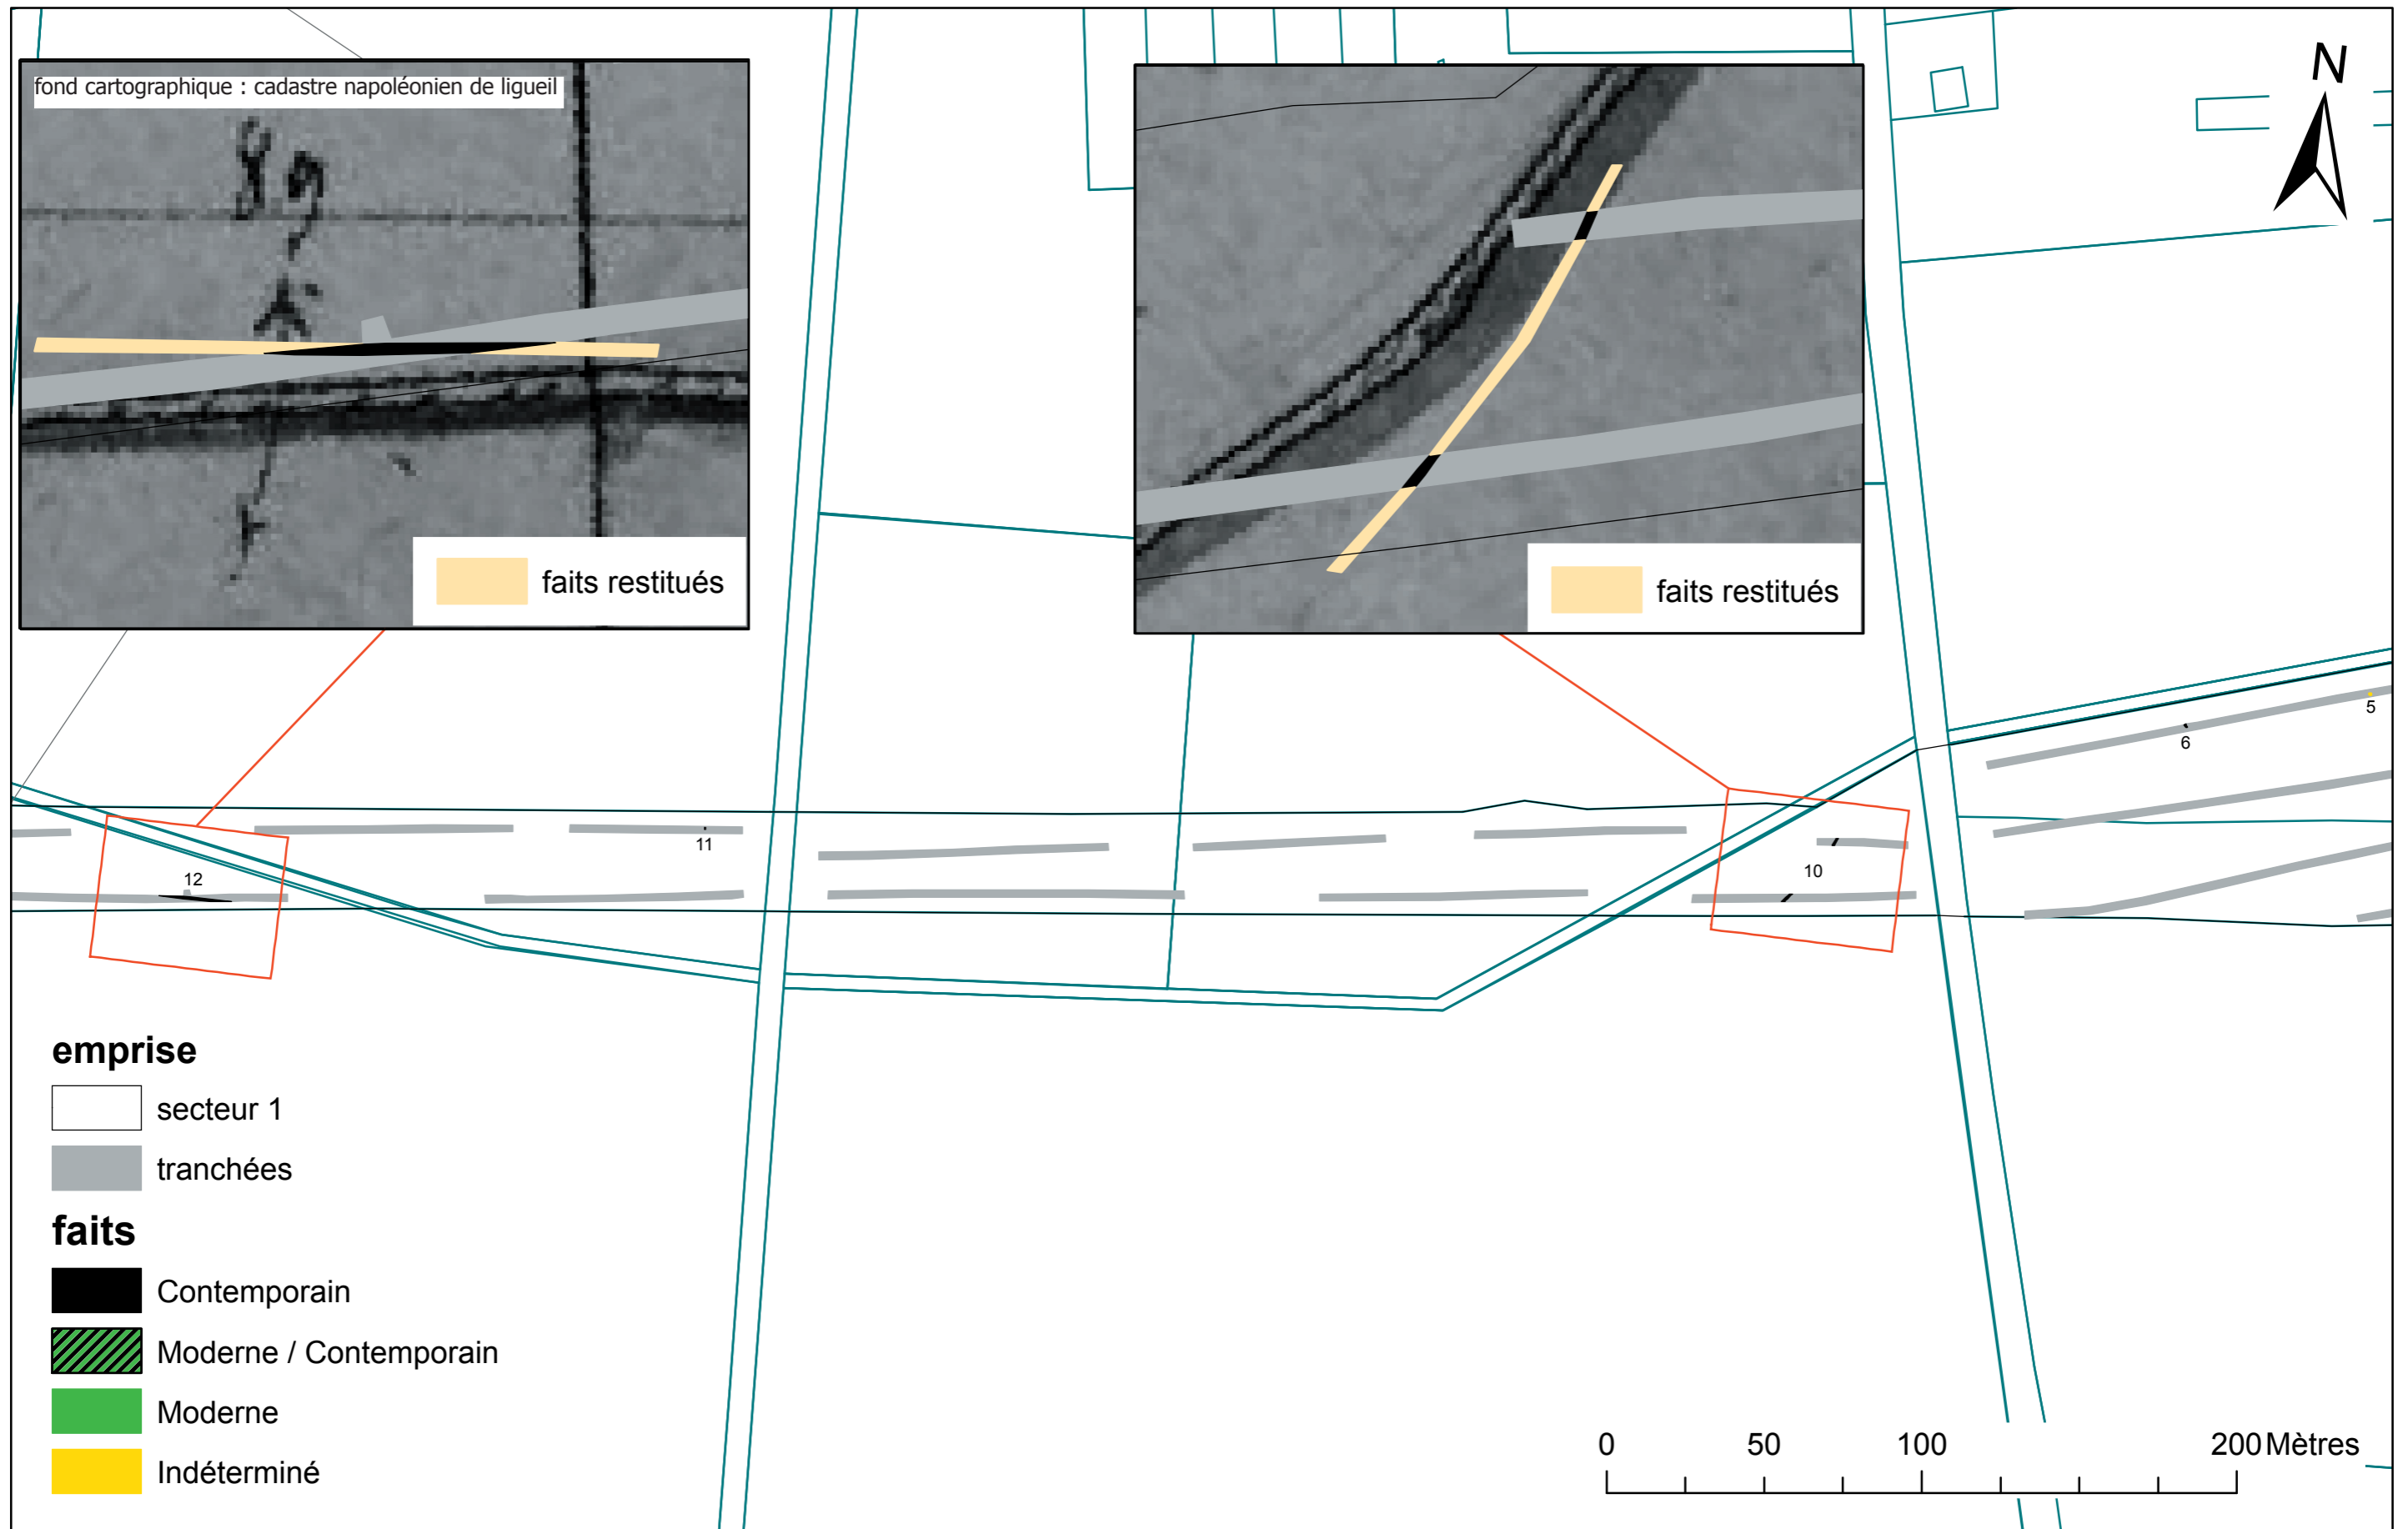 fond cartographique : cadastre napoléonien de ligueil
N
faits restitués
faits restitués
5
6
11
12
10
emprise
secteur 1
tranchées
faits
Contemporain
Moderne / Contemporain
Moderne
Indéterminé
0 50 100 200 Mètres